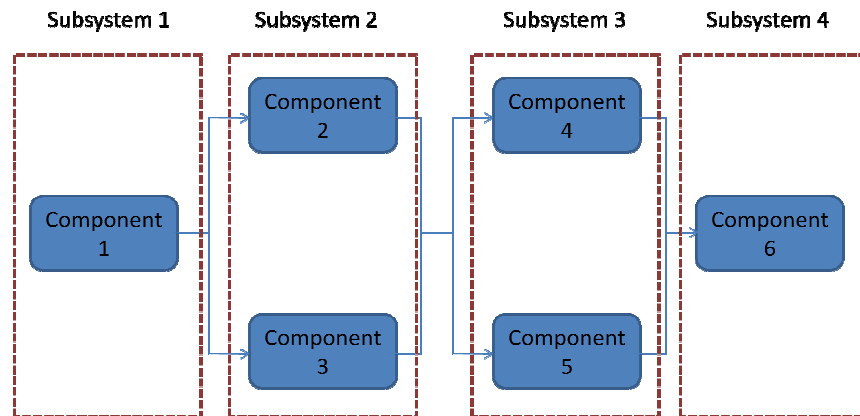 Subsystem 1
Subsystem 2
Subsystem 3
Subsystem 4
Component
2
Component
4
Component
1
Component
6
Component
3
Component
5